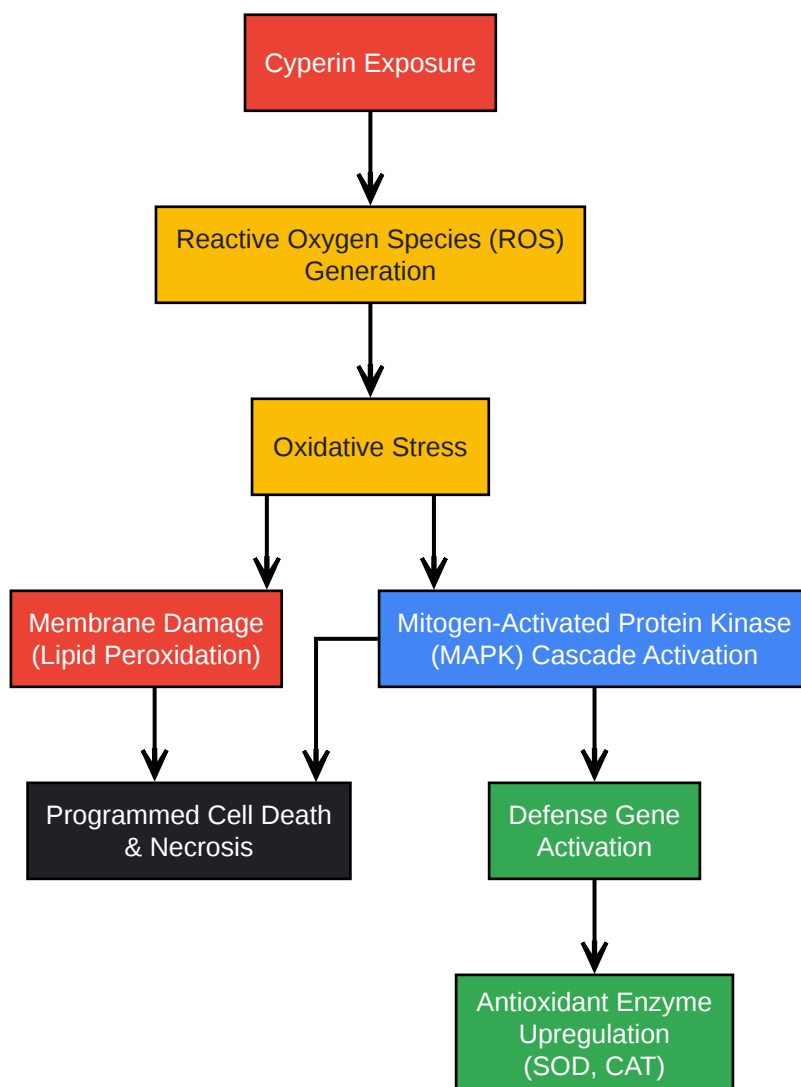 Cyperin Exposure
Reactive Oxygen Species (ROS)
Generation
Oxidative Stress
Membrane Damage
(Lipid Peroxidation)
Mitogen-Activated Protein Kinase
(MAPK) Cascade Activation
Programmed Cell Death
& Necrosis
Defense Gene
Activation
Antioxidant Enzyme
Upregulation
(SOD, CAT)